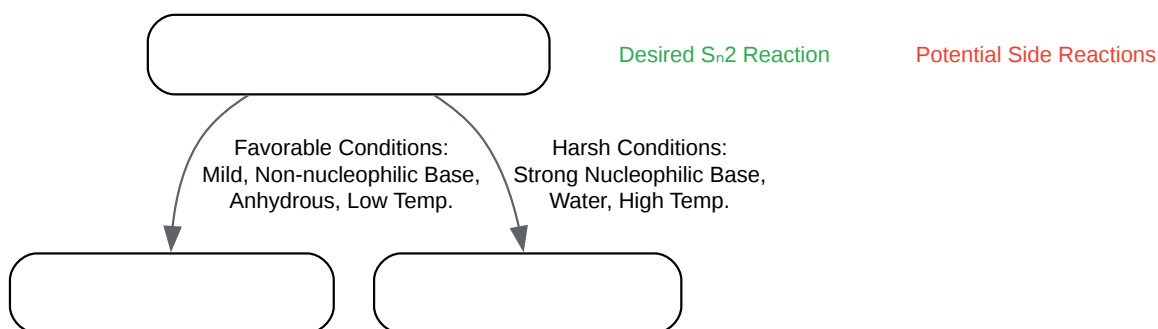 Desired Sₙ2 Reaction
Potential Side Reactions
Favorable Conditions:
Mild, Non-nucleophilic Base,
Anhydrous, Low Temp.
Harsh Conditions:
Strong Nucleophilic Base,
Water, High Temp.